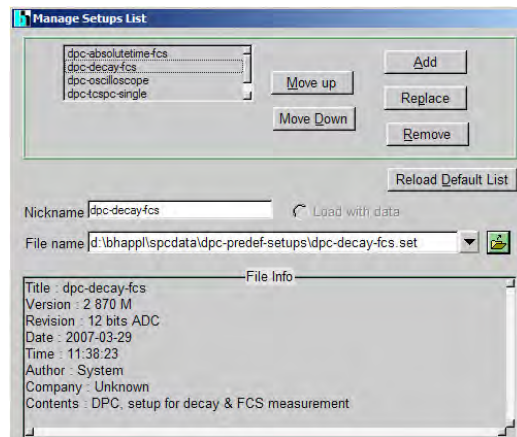 Manage Setups List
dpc-absolutetime-fcs
dpc-decay-fcs
dpc-oscilloscope
dpc-tcspc-single
Move up
Move Down
Add
Replace
Remove
Reload Default List
Nickname dpc-decay-fcs
Load with data
File name d:\bhappl\spcdata\dpc-predef-setups\dpc-decay-fcs.set
File Info
Title : dpc-decay-fcs
Version : 2 870 M
Revision : 12 bits ADC
Date : 2007-03-29
Time : 11:38:23
Author : System
Company : Unknown
Contents : DPC, setup for decay & FCS measurement